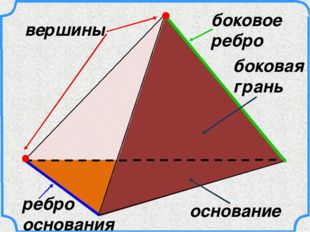 вершины
боковое
ребро
боковая
грань
ребро
основания
основание